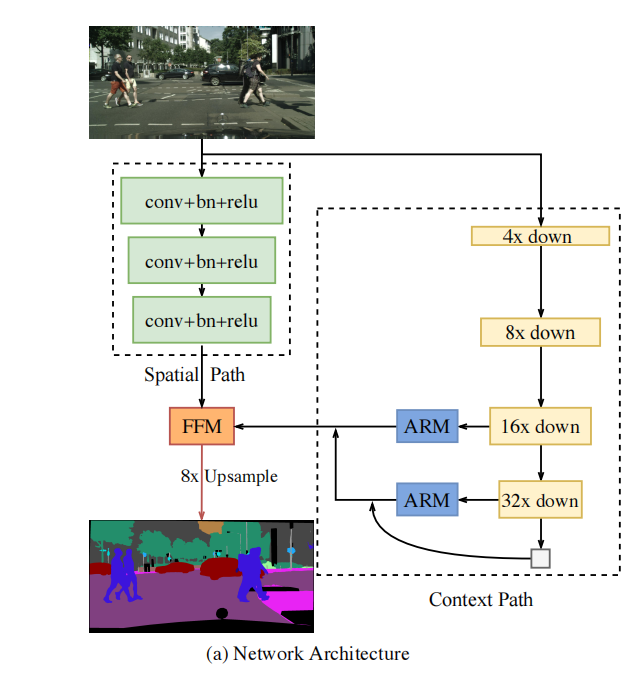 conv+bn+relu
conv+bn+relu
conv+bn+relu
Spatial Path
4x down
8x down
FFM
ARM
16x down
8x Upsample
ARM
32x down
Context Path
(a) Network Architecture